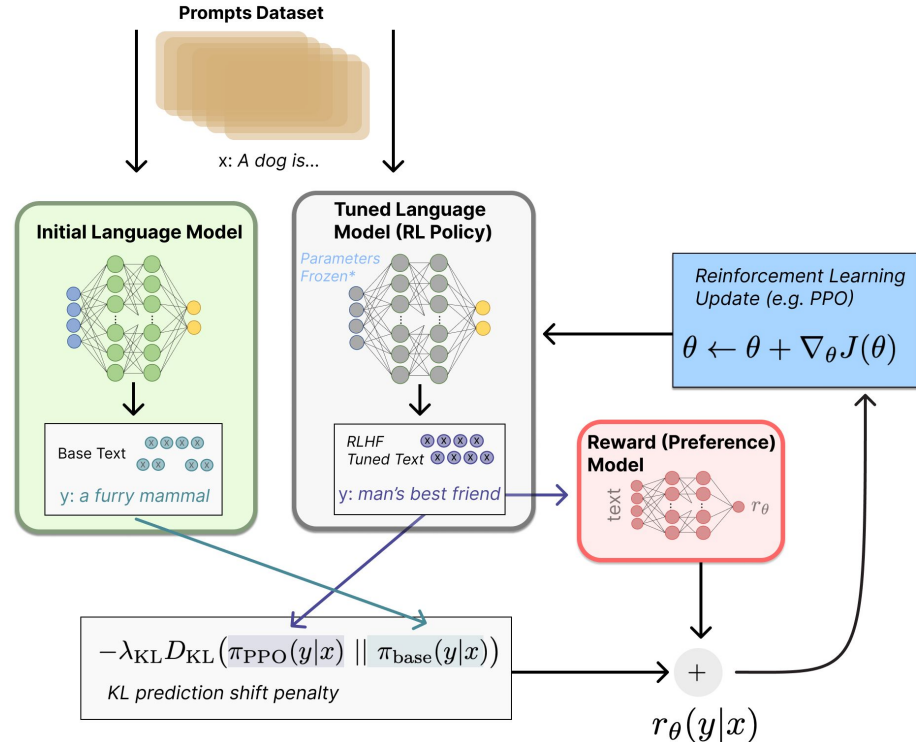 Prompts Dataset
x: A dog is...
Initial Language Model
Tuned Language
Model (RL Policy)
Parameters
Frozen*
Reinforcement Learning
Update (e.g. PPO)
θ ← θ + ∇θJ(θ)
Base Text
x x x x
x x x x
y: a furry mammal
RLHF
Tuned Text
x x x x
x x x x
y: man's best friend
Reward (Preference)
Model
text
rθ
−λKL DKL(πPPO(y|x) || πbase(y|x))
KL prediction shift penalty
+
rθ(y|x)